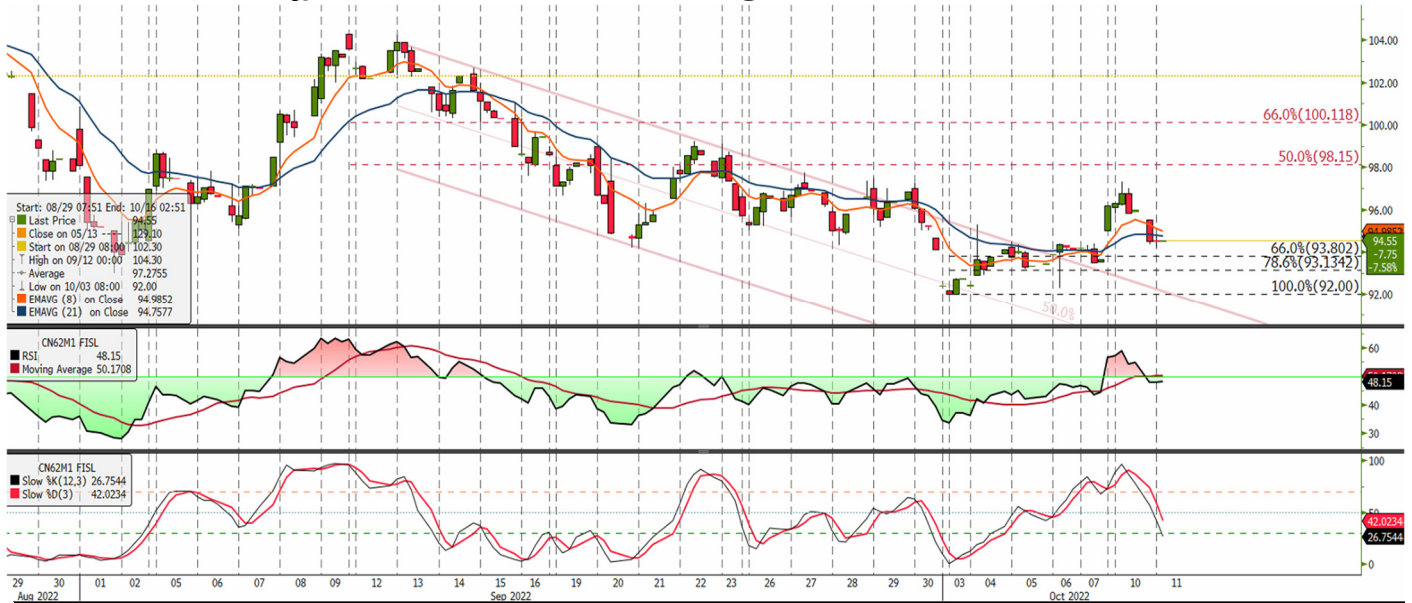 104.00
102.00
66.0%(100.118)
100.00
50.0%(98.15)
98.00
96.00
Start: 08/29 07:51 End: 10/16 02:51
Last Price 94.55
Close on 05/13 ---- 129.10
Start on 08/29 08:00 102.30
High on 09/12 00:00 104.30
Average 97.2755
Low on 10/03 08:00 92.00
EMAVG (8) on Close 94.9852
EMAVG (21) on Close 94.7577
94.9852
94.55
-7.75
-7.58%
66.0%(93.802)
78.6%(93.1342)
100.0%(92.00)
92.00
50.0%
CN62M1 FISL
RSI 48.15
Moving Average 50.1708
60
48.15
40
30
CN62M1 FISL
Slow %K(12,3) 26.7544
Slow %D(3) 42.0234
100
50
42.0234
26.7544
0
29 30 01 02 05 06 07 08 09 12 13 14 15 16 19 20 21 22 23 26 27 28 29 30 03 04 05 06 07 10 11
Aug 2022 Sep 2022 Oct 2022